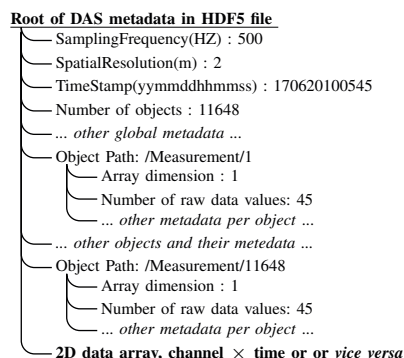 Root of DAS metadata in HDF5 file
SamplingFrequency(HZ) : 500
SpatialResolution(m) : 2
TimeStamp(yymmddhhmmss) : 170620100545
Number of objects : 11648
... other global metadata ...
Object Path: /Measurement/1
Array dimension : 1
Number of raw data values: 45
... other metadata per object ...
... other objects and their metedata ...
Object Path: /Measurement/11648
Array dimension : 1
Number of raw data values: 45
... other metadata per object ...
2D data array, channel × time or or vice versa